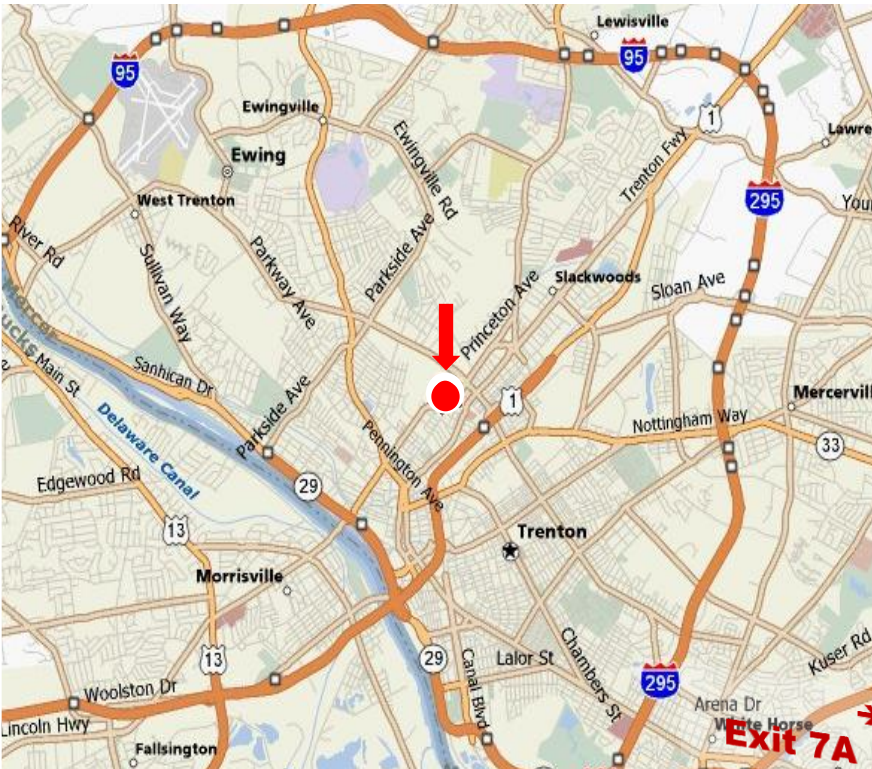 Lewisville
95
95
Ewingville
1
Ewingville Rd
Trenton Fwy
Lawre
Ewing
West Trenton
295
Your
River Rd
Sullivan Way
Parkway Ave
Parkside Ave
Slackwoods
Sloan Ave
Princeton Ave
Mercer
Bucks
Main St
Sanhican Dr
Parkside Ave
1
Mercervill
Delaware Canal
Nottingham Way
33
Pennington Ave
Edgewood Rd
29
13
Trenton
Morrisville
Chambers St
Lalor St
29
Canal Blvd
13
Kuser Rd
Woolston Dr
295
Arena Dr
White Horse
Exit 7A
Lincoln Hwy
Fallsington